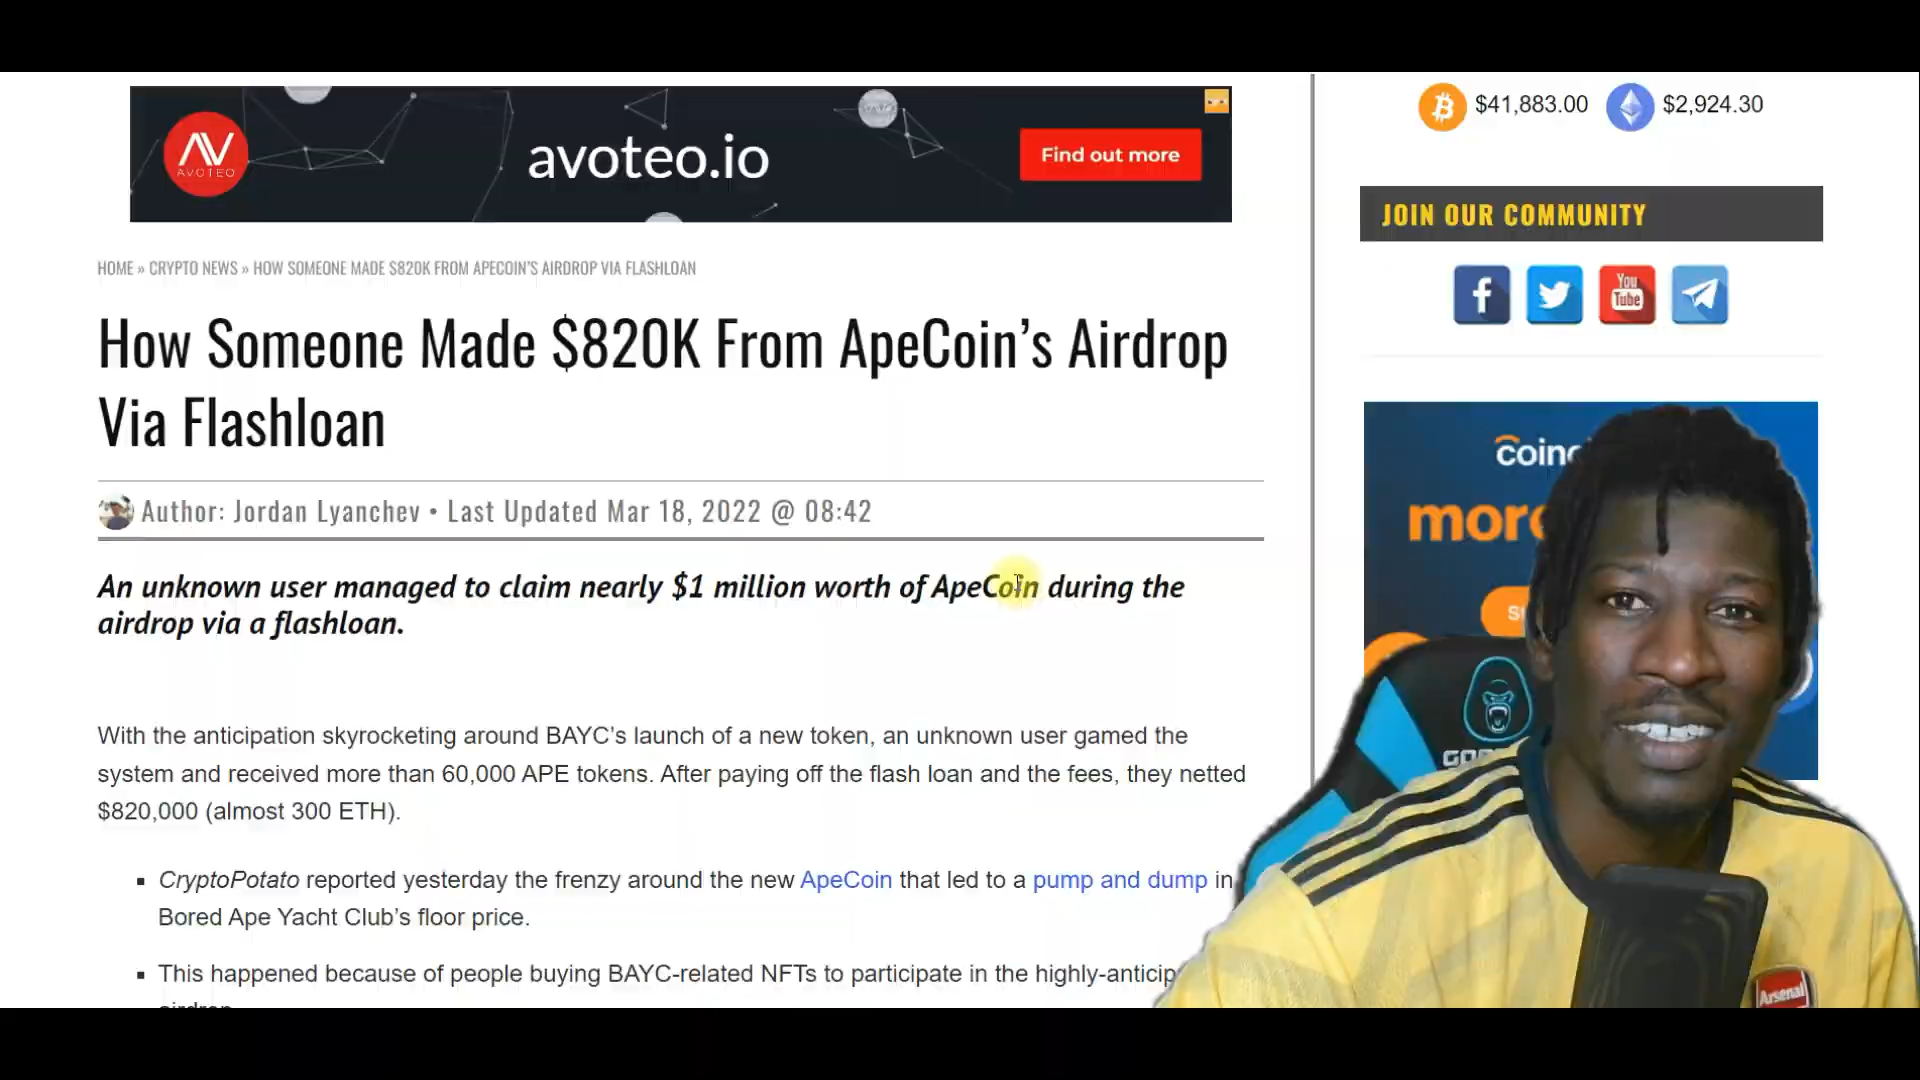 AVOTEO
avoteo.io
Find out more
$41,883.00
$2,924.30
JOIN OUR COMMUNITY
You
Tube
HOME » CRYPTO NEWS » HOW SOMEONE MADE $820K FROM APECOIN'S AIRDROP VIA FLASHLOAN
How Someone Made $820K From ApeCoin’s Airdrop
Via Flashloan
Author: Jordan Lyanchev • Last Updated Mar 18, 2022 @ 08:42
An unknown user managed to claim nearly $1 million worth of ApeCoin during the
airdrop via a flashloan.
With the anticipation skyrocketing around BAYC’s launch of a new token, an unknown user gamed the
system and received more than 60,000 APE tokens. After paying off the flash loan and the fees, they netted
$820,000 (almost 300 ETH).
▪ CryptoPotato reported yesterday the frenzy around the new ApeCoin that led to a pump and dump in
Bored Ape Yacht Club’s floor price.
▪ This happened because of people buying BAYC-related NFTs to participate in the
Arsenal